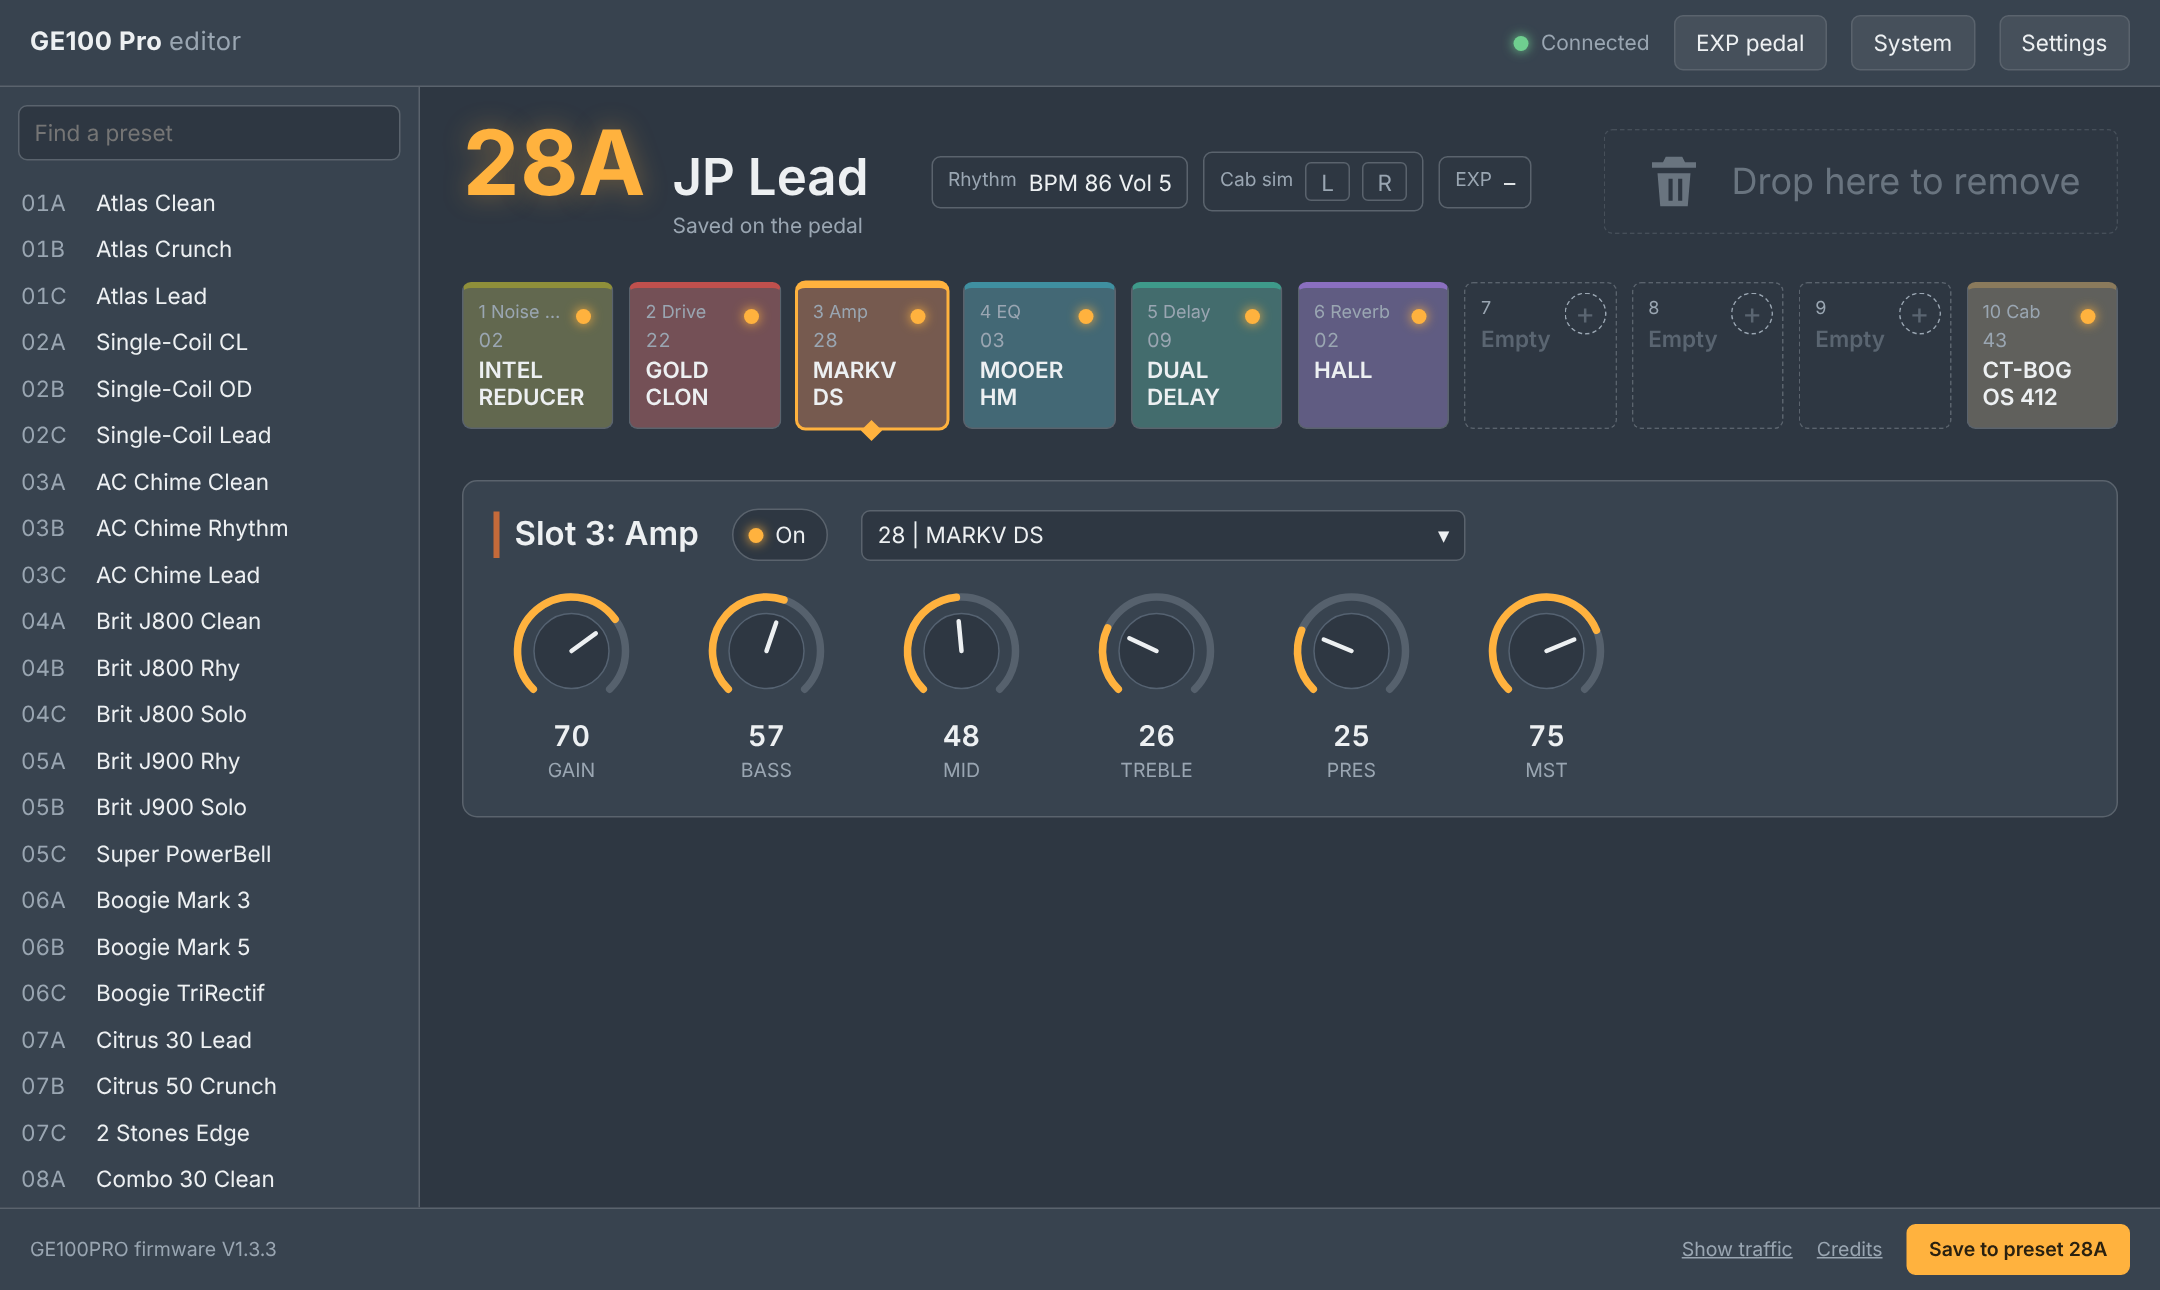 GE100 Pro editor
Connected
EXP pedal
System
Settings
Find a preset
01A Atlas Clean
01B Atlas Crunch
01C Atlas Lead
02A Single-Coil CL
02B Single-Coil OD
02C Single-Coil Lead
03A AC Chime Clean
03B AC Chime Rhythm
03C AC Chime Lead
04A Brit J800 Clean
04B Brit J800 Rhy
04C Brit J800 Solo
05A Brit J900 Rhy
05B Brit J900 Solo
05C Super PowerBell
06A Boogie Mark 3
06B Boogie Mark 5
06C Boogie TriRectif
07A Citrus 30 Lead
07B Citrus 50 Crunch
07C 2 Stones Edge
08A Combo 30 Clean
28A
JP Lead
Saved on the pedal
Rhythm BPM 86 Vol 5
Cab sim L R
EXP –
Drop here to remove
1 Noise ...
02
INTEL
REDUCER
2 Drive
22
GOLD
CLON
3 Amp
28
MARKV
DS
4 EQ
03
MOOER
HM
5 Delay
09
DUAL
DELAY
6 Reverb
02
HALL
7
+
Empty
8
+
Empty
9
+
Empty
10 Cab
43
CT-BOG
OS 412
Slot 3: Amp
On
28 | MARKV DS
70
GAIN
57
BASS
48
MID
26
TREBLE
25
PRES
75
MST
GE100PRO firmware V1.3.3
Show traffic
Credits
Save to preset 28A